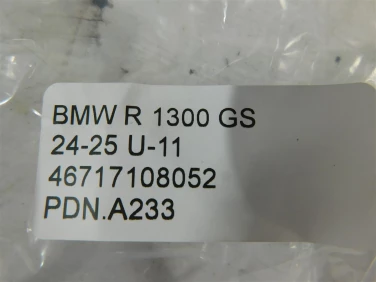 BMW R 1300 GS
24-25 U-11
46717108052
PDN.A233